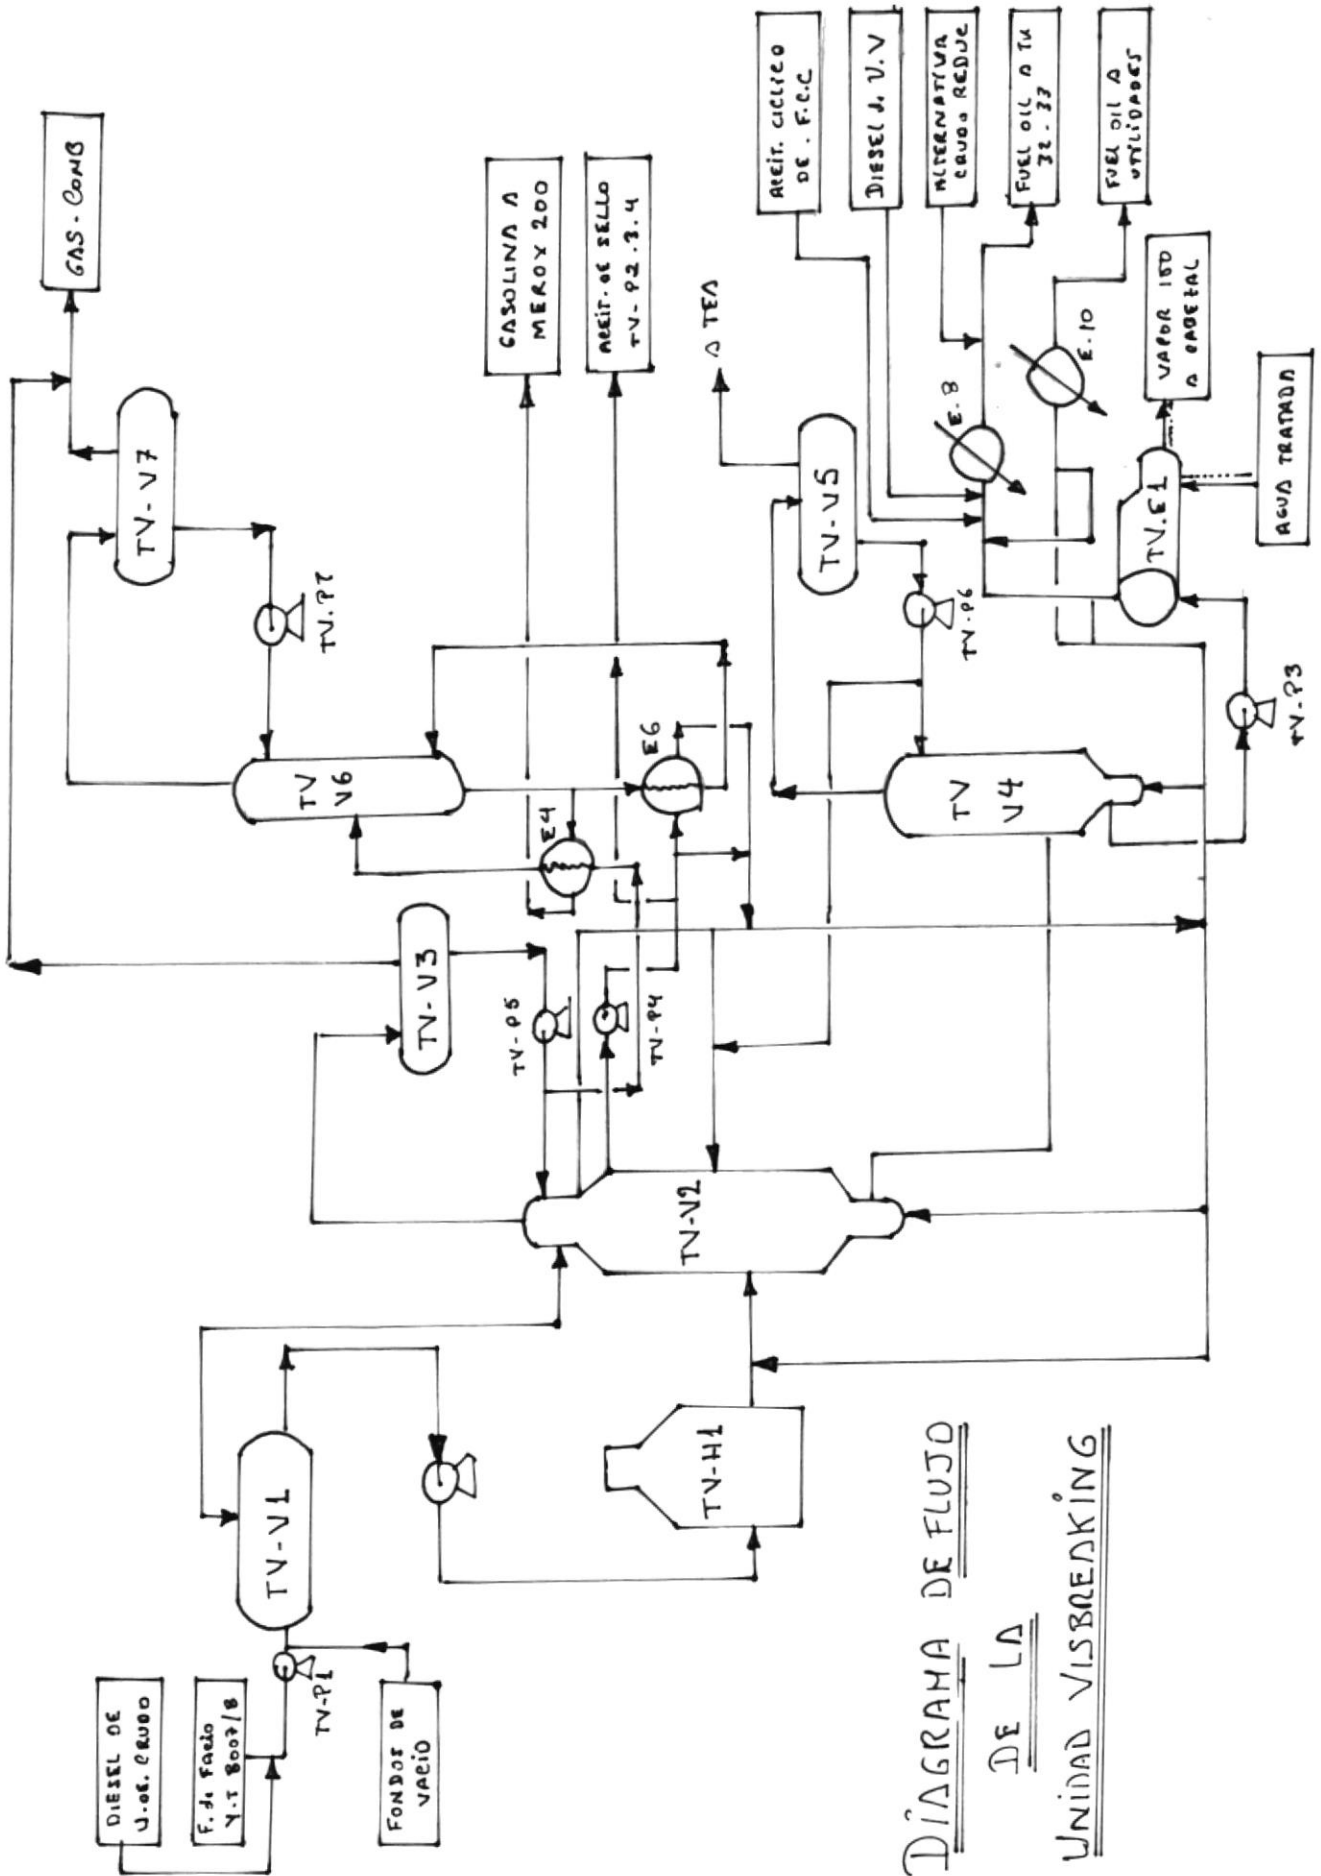 DIESEL DE
U.DE. CRUDO
F. de Facio
Y.T 8007/8
TV-P1
FONDOS DE
VACIO
TV-V1
TV-H1
TV-V2
TV-V3
TV-P5
TV-P4
E4
E6
TV
V6
TV.P7
TV-V7
GAS-COMB
GASOLINA A
MEROX 200
ACEIT. DE SELLO
TV-P2.3.4
A TEA
TV-V5
TV-P6
TV
V4
TV-P3
TV.E1
E.8
E.10
ACEIT. CICLICO
DE. F.C.C
DIESEL d. U.V
ALTERNATIVA
CRUDO REDUC
FUEL OIL A TK
32-33
FUEL OIL A
UTILIDADES
VAPOR 150
A CABEZAL
AGUA TRATADA
DIAGRAMA DE FLUJO
DE LA
UNIDAD VISBREAKING